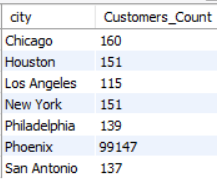 city Customers_Count
Chicago 160
Houston 151
Los Angeles 115
New York 151
Philadelphia 139
Phoenix 99147
San Antonio 137